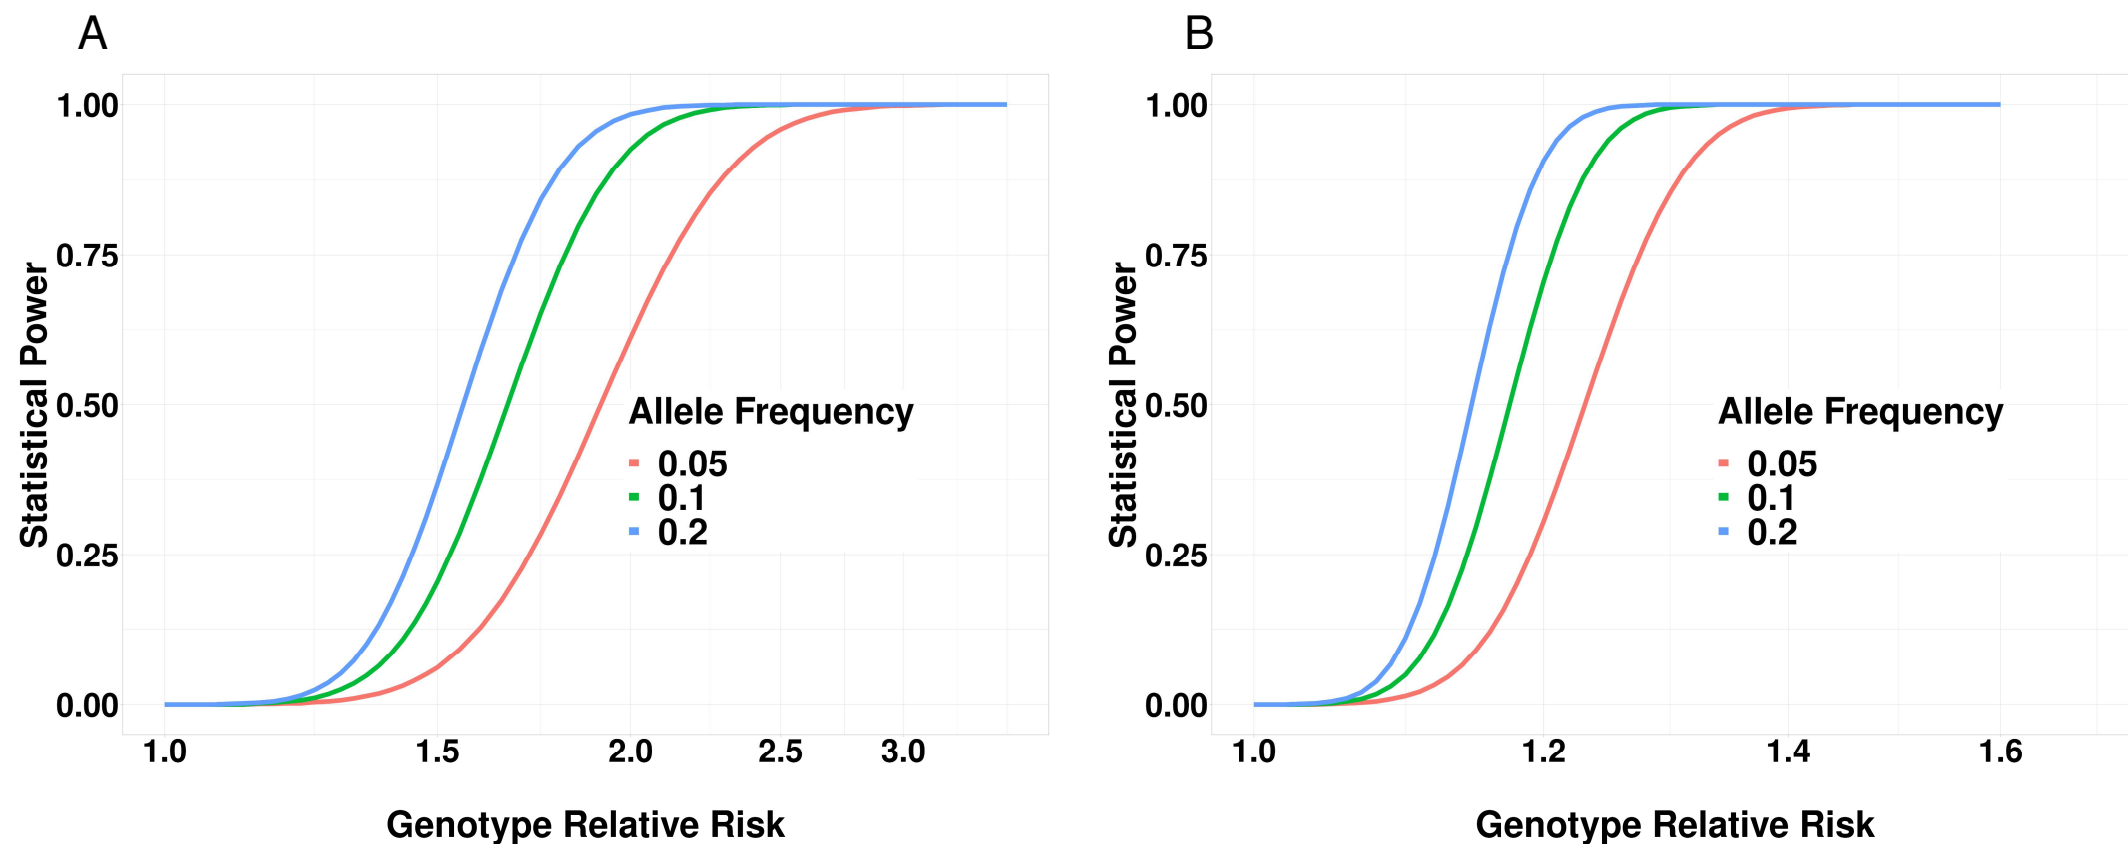 A
Statistical Power
1.00
0.75
0.50
0.25
0.00
Allele Frequency
0.05
0.1
0.2
1.0 1.5 2.0 2.5 3.0
Genotype Relative Risk
B
Statistical Power
1.00
0.75
0.50
0.25
0.00
Allele Frequency
0.05
0.1
0.2
1.0 1.2 1.4 1.6
Genotype Relative Risk